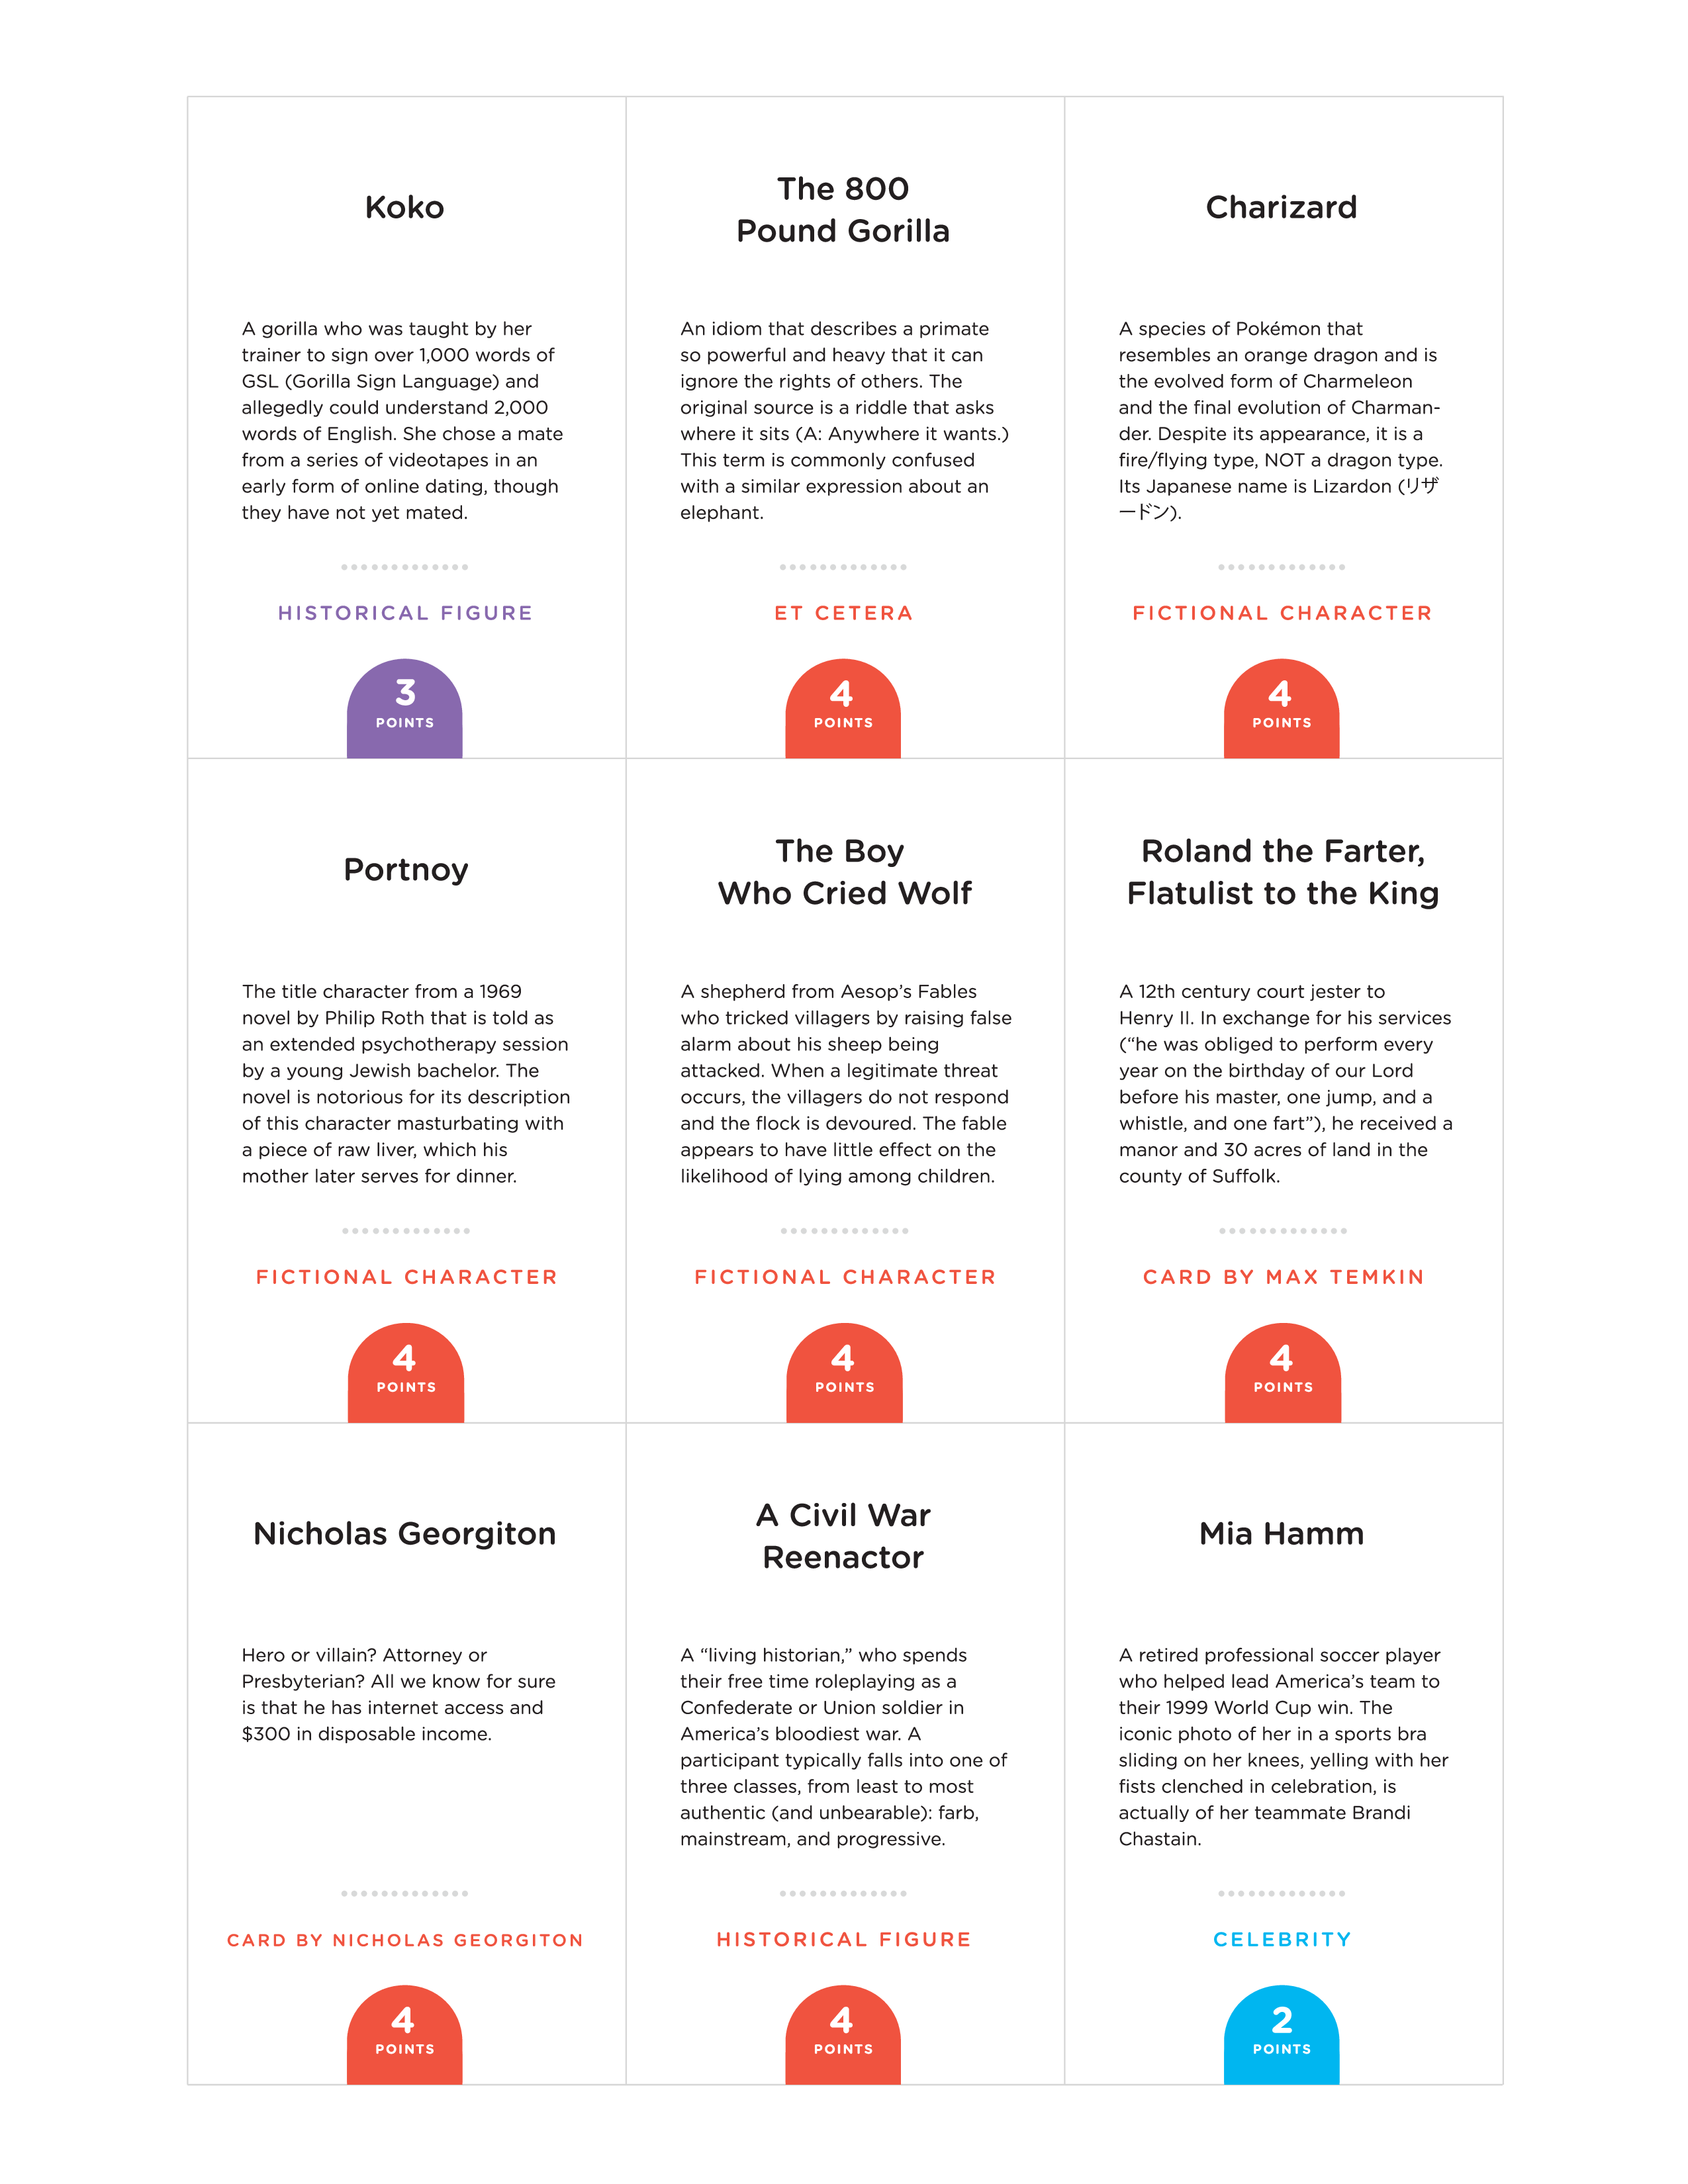 Koko
A gorilla who was taught by her
trainer to sign over 1,000 words of
GSL (Gorilla Sign Language) and
allegedly could understand 2,000
words of English. She chose a mate
from a series of videotapes in an
early form of online dating, though
they have not yet mated.
HISTORICAL FIGURE
3
POINTS
The 800
Pound Gorilla
An idiom that describes a primate
so powerful and heavy that it can
ignore the rights of others. The
original source is a riddle that asks
where it sits (A: Anywhere it wants.)
This term is commonly confused
with a similar expression about an
elephant.
ET CETERA
4
POINTS
Charizard
A species of Pokémon that
resembles an orange dragon and is
the evolved form of Charmeleon
and the final evolution of Charman-
der. Despite its appearance, it is a
fire/flying type, NOT a dragon type.
Its Japanese name is Lizardon (リザ
ードン).
FICTIONAL CHARACTER
4
POINTS
Portnoy
The title character from a 1969
novel by Philip Roth that is told as
an extended psychotherapy session
by a young Jewish bachelor. The
novel is notorious for its description
of this character masturbating with
a piece of raw liver, which his
mother later serves for dinner.
FICTIONAL CHARACTER
4
POINTS
The Boy
Who Cried Wolf
A shepherd from Aesop’s Fables
who tricked villagers by raising false
alarm about his sheep being
attacked. When a legitimate threat
occurs, the villagers do not respond
and the flock is devoured. The fable
appears to have little effect on the
likelihood of lying among children.
FICTIONAL CHARACTER
4
POINTS
Roland the Farter,
Flatulist to the King
A 12th century court jester to
Henry II. In exchange for his services
(“he was obliged to perform every
year on the birthday of our Lord
before his master, one jump, and a
whistle, and one fart”), he received a
manor and 30 acres of land in the
county of Suffolk.
CARD BY MAX TEMKIN
4
POINTS
Nicholas Georgiton
Hero or villain? Attorney or
Presbyterian? All we know for sure
is that he has internet access and
$300 in disposable income.
CARD BY NICHOLAS GEORGITON
4
POINTS
A Civil War
Reenactor
A “living historian,” who spends
their free time roleplaying as a
Confederate or Union soldier in
America’s bloodiest war. A
participant typically falls into one of
three classes, from least to most
authentic (and unbearable): farb,
mainstream, and progressive.
HISTORICAL FIGURE
4
POINTS
Mia Hamm
A retired professional soccer player
who helped lead America’s team to
their 1999 World Cup win. The
iconic photo of her in a sports bra
sliding on her knees, yelling with her
fists clenched in celebration, is
actually of her teammate Brandi
Chastain.
CELEBRITY
2
POINTS